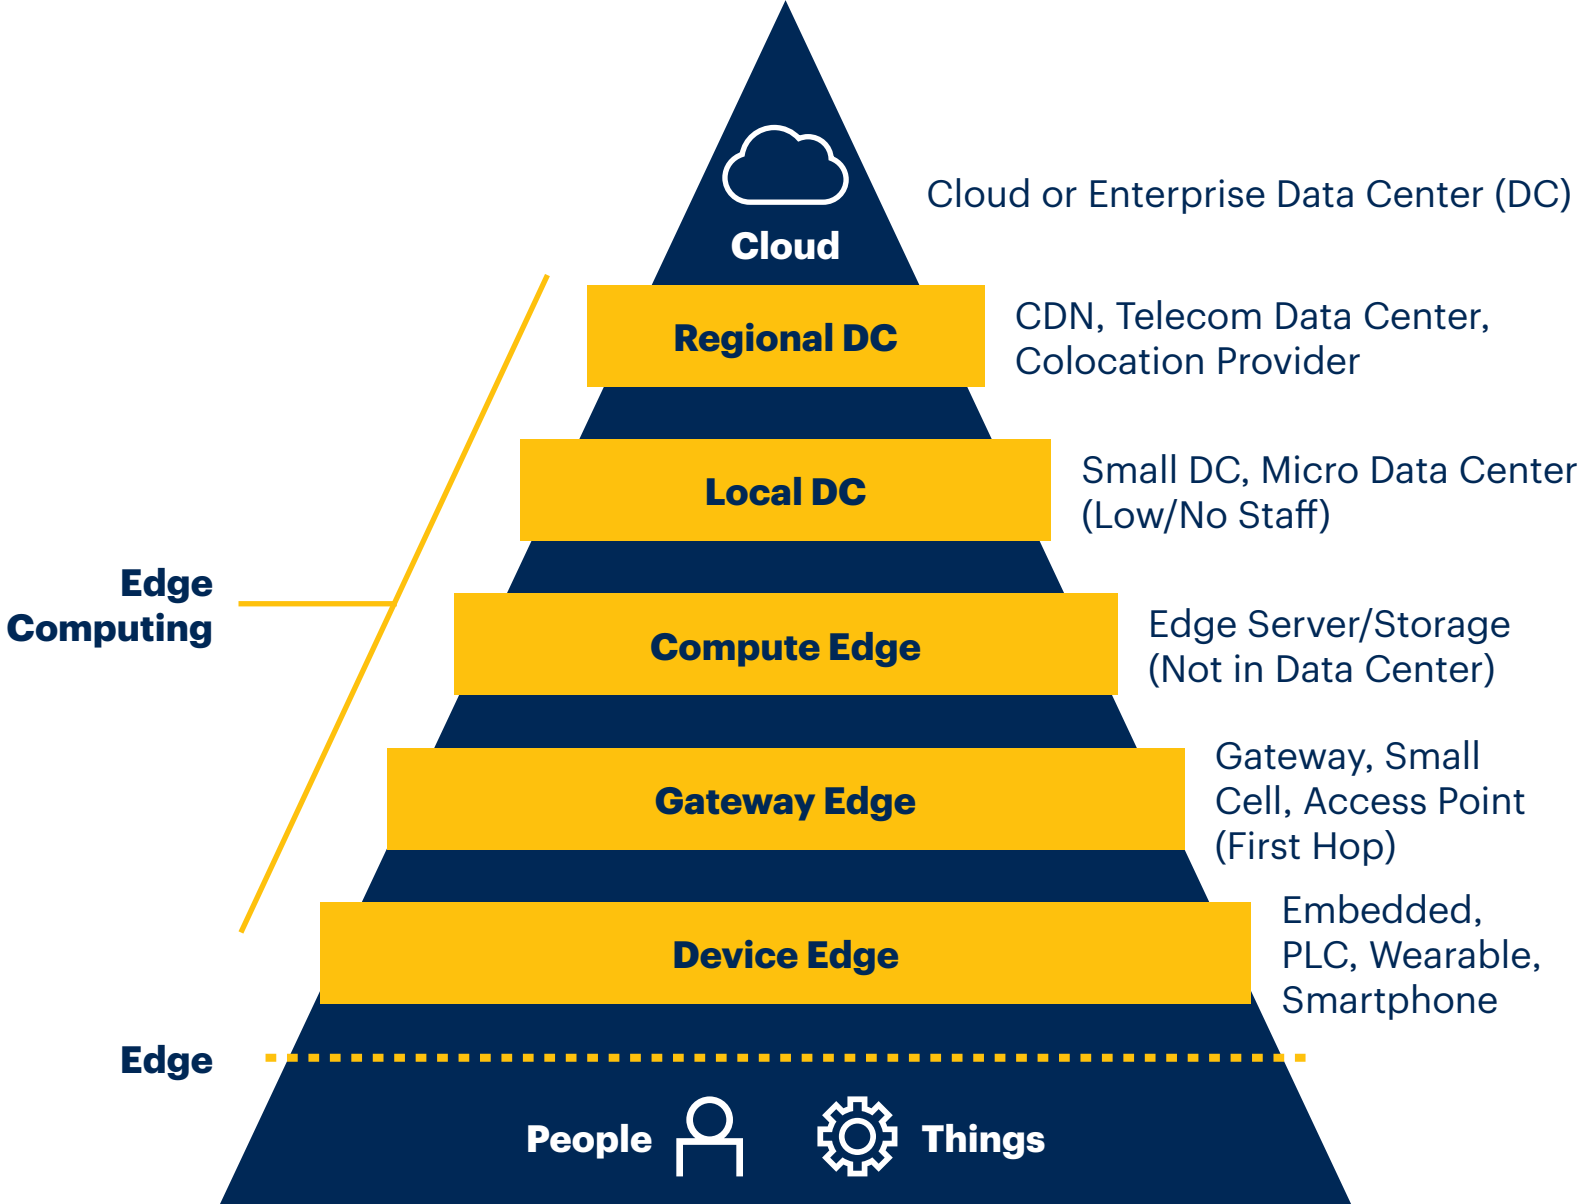 Cloud
Cloud or Enterprise Data Center (DC)
Regional DC
CDN, Telecom Data Center,
Colocation Provider
Local DC
Small DC, Micro Data Center
(Low/No Staff)
Edge
Computing
Compute Edge
Edge Server/Storage
(Not in Data Center)
Gateway Edge
Gateway, Small
Cell, Access Point
(First Hop)
Device Edge
Embedded,
PLC, Wearable,
Smartphone
Edge
People
Things